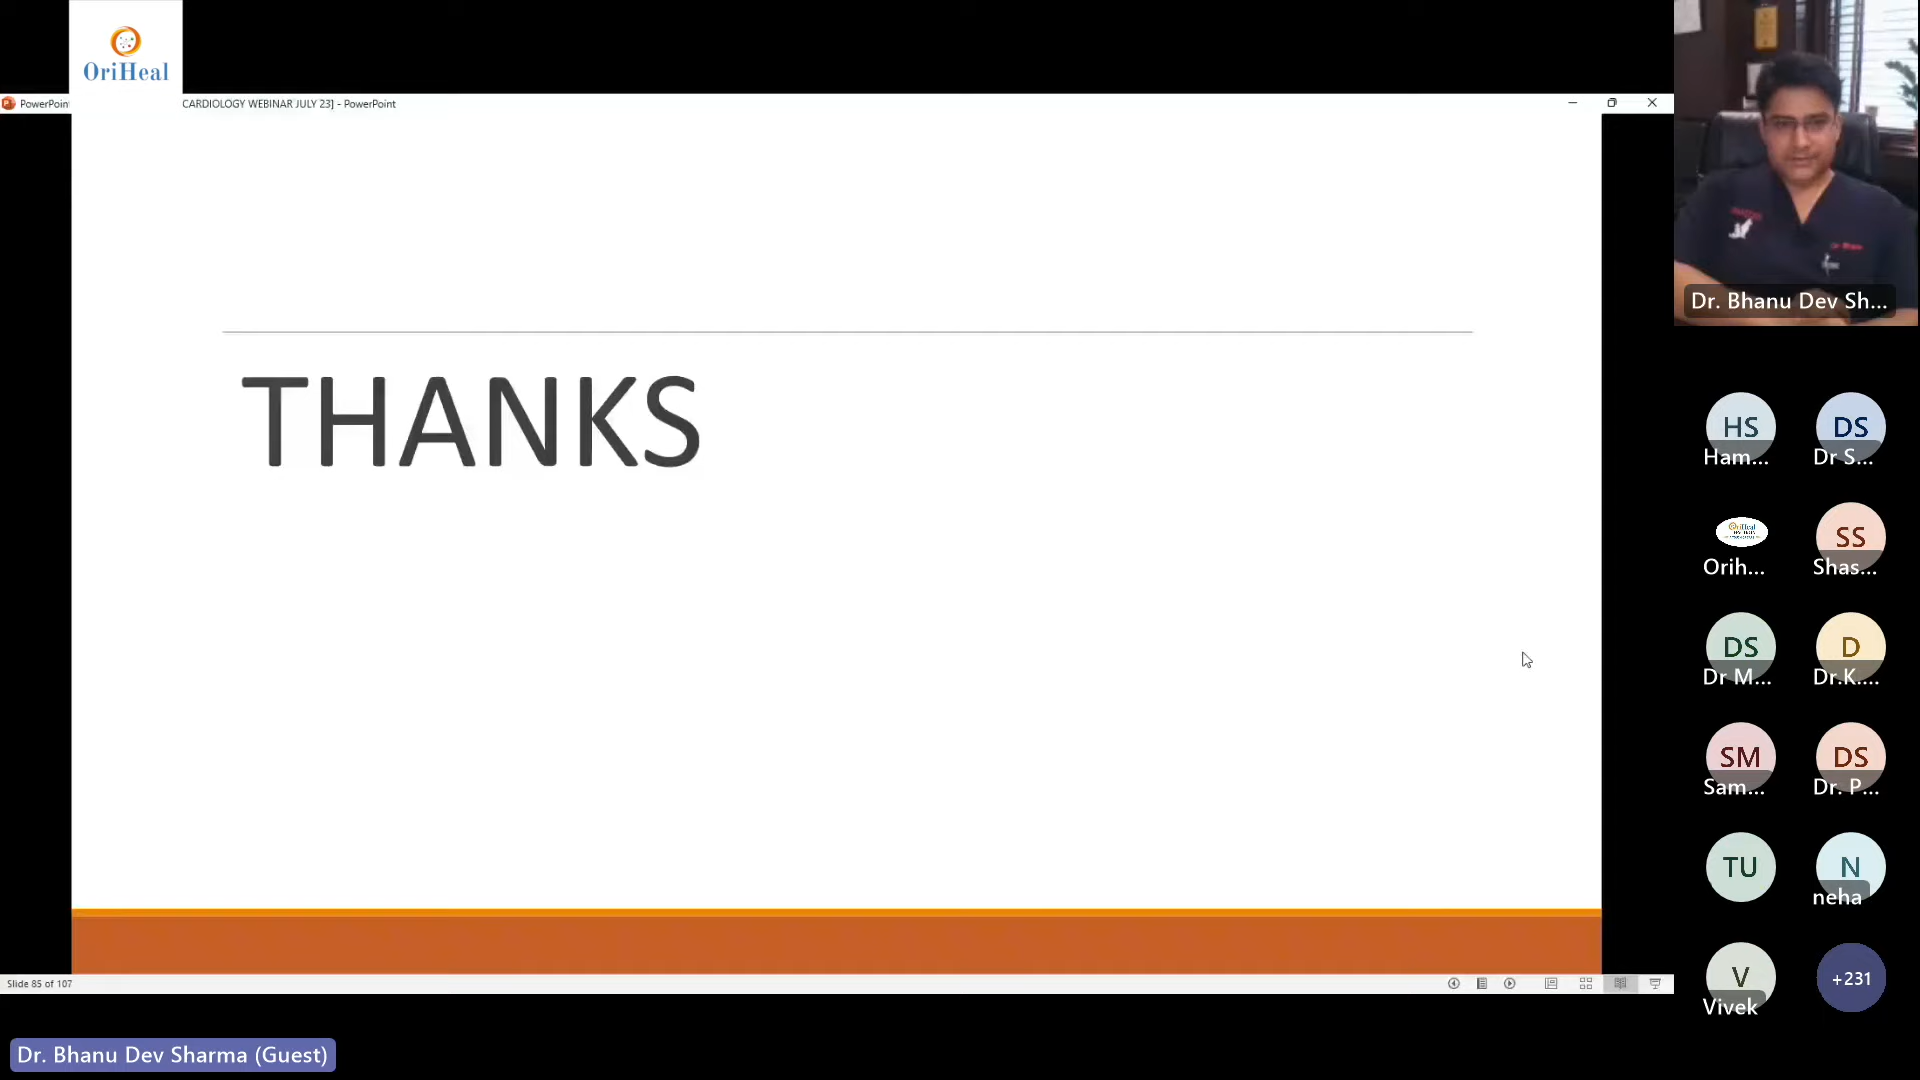 OriHeal
PowerPoin
CARDIOLOGY WEBINAR JULY 23] - PowerPoint
Dr. Bhanu Dev Sh...
THANKS
HS
Ham...
DS
Dr S...
Orih...
SS
Shas...
DS
Dr M...
D
Dr.K....
SM
Sam...
DS
Dr. P...
TU
N
neha
V
Vivek
+231
Slide 85 of 107
Dr. Bhanu Dev Sharma (Guest)